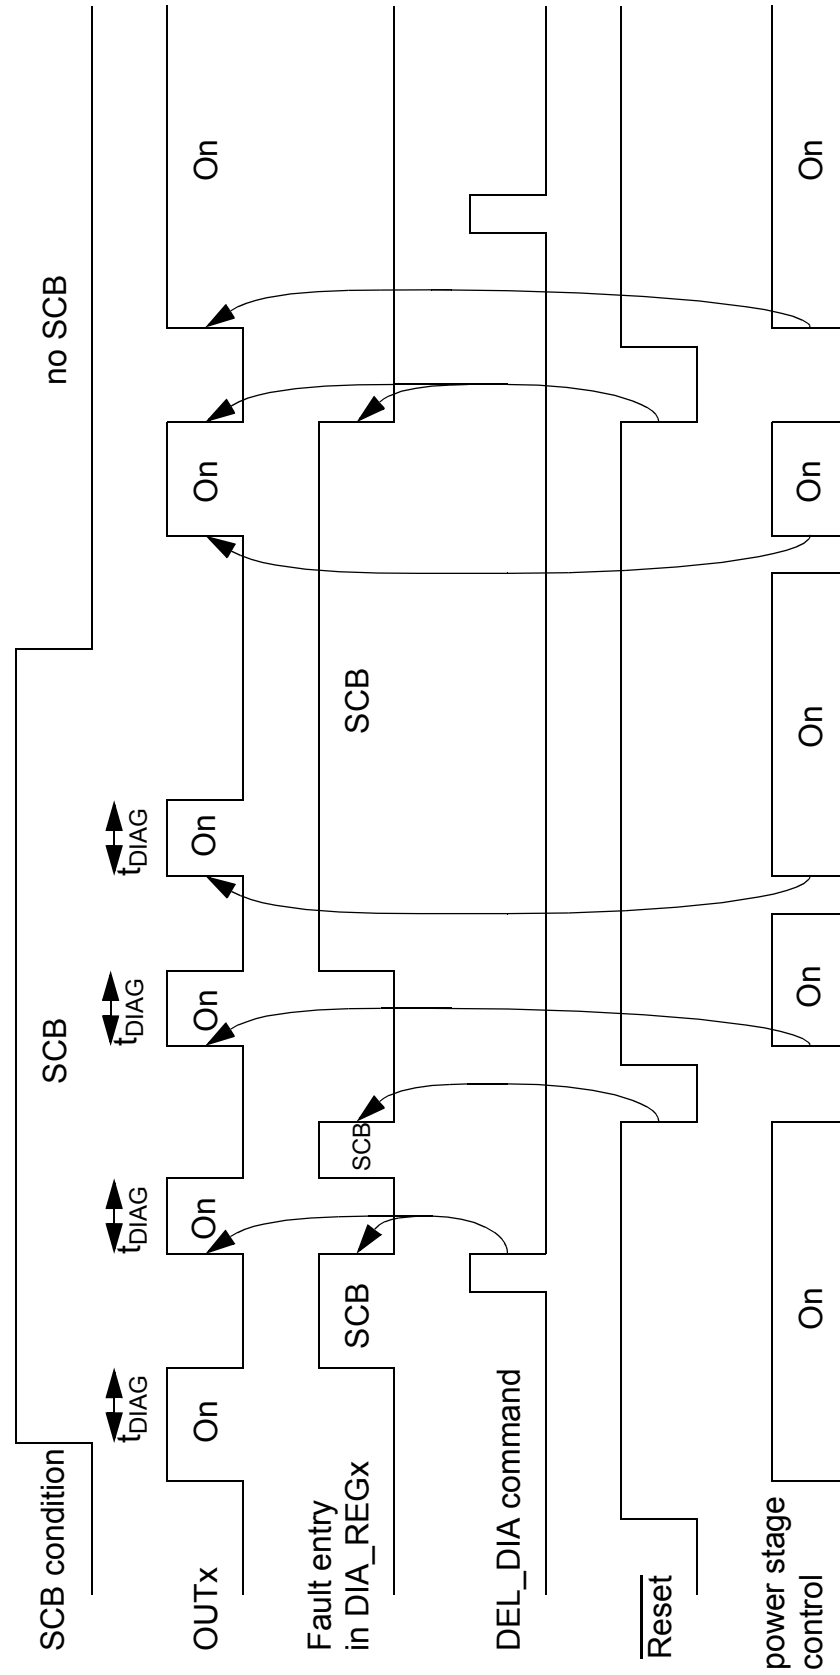 SCB condition
SCB
no SCB
tDIAG
tDIAG
tDIAG
tDIAG
OUTx
On
On
On
On
On
On
Fault entry
in DIA_REGx
SCB
SCB
SCB
DEL_DIA command
Reset
power stage
control
On
On
On
On
On